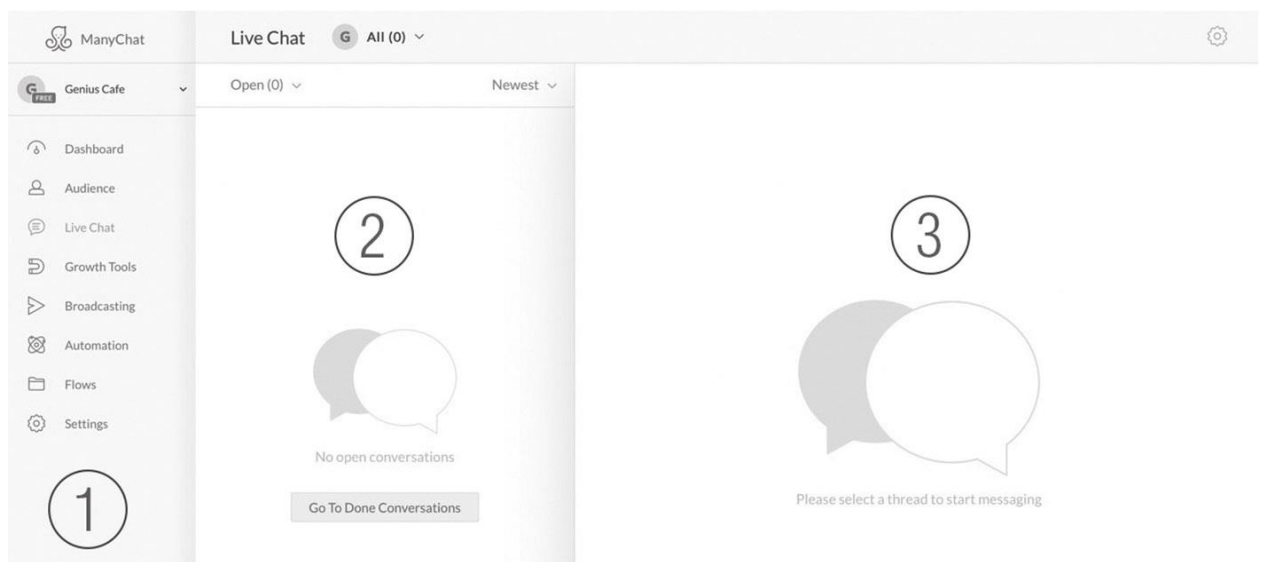 ManyChat
Live Chat G All (0)
G FREE Genius Cafe
Open (0) Newest
Dashboard
Audience
Live Chat
Growth Tools
Broadcasting
Automation
Flows
Settings
1
2
No open conversations
Go To Done Conversations
3
Please select a thread to start messaging